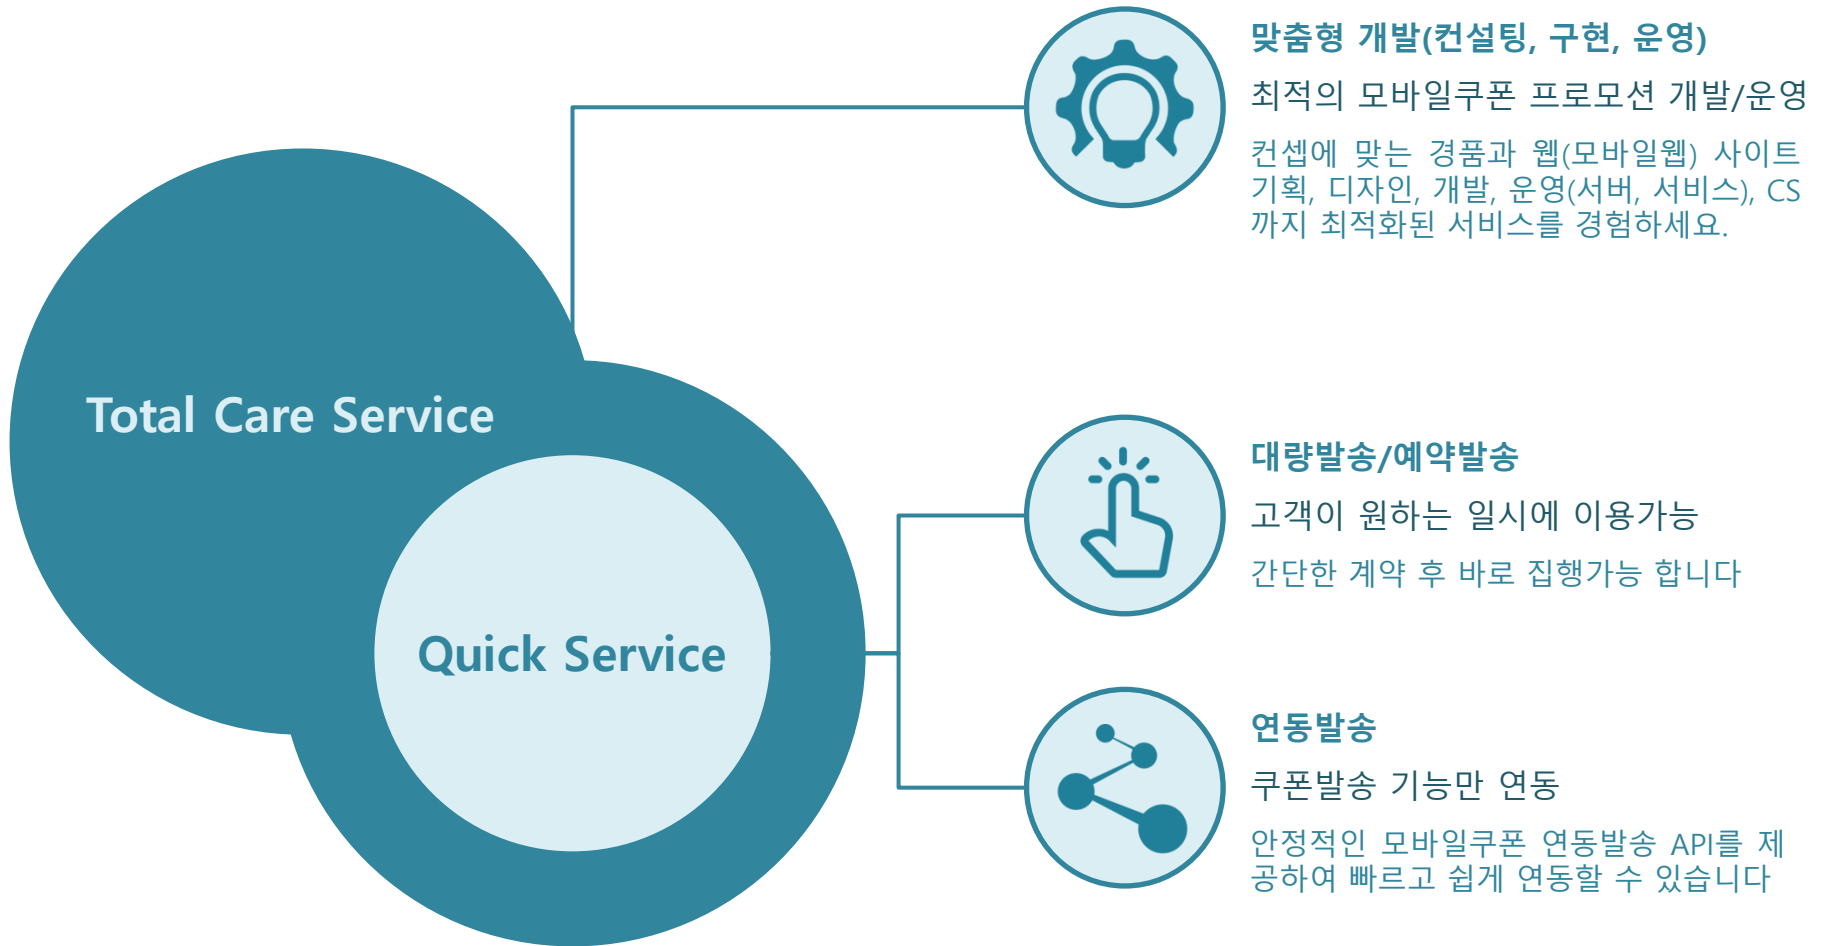 Total Care Service
Quick Service
맞춤형 개발(컨설팅, 구현, 운영)
최적의 모바일쿠폰 프로모션 개발/운영
컨셉에 맞는 경품과 웹(모바일웹) 사이트
기획, 디자인, 개발, 운영(서버, 서비스), CS
까지 최적화된 서비스를 경험하세요.
대량발송/예약발송
고객이 원하는 일시에 이용가능
간단한 계약 후 바로 집행가능 합니다
연동발송
쿠폰발송 기능만 연동
안정적인 모바일쿠폰 연동발송 API를 제
공하여 빠르고 쉽게 연동할 수 있습니다